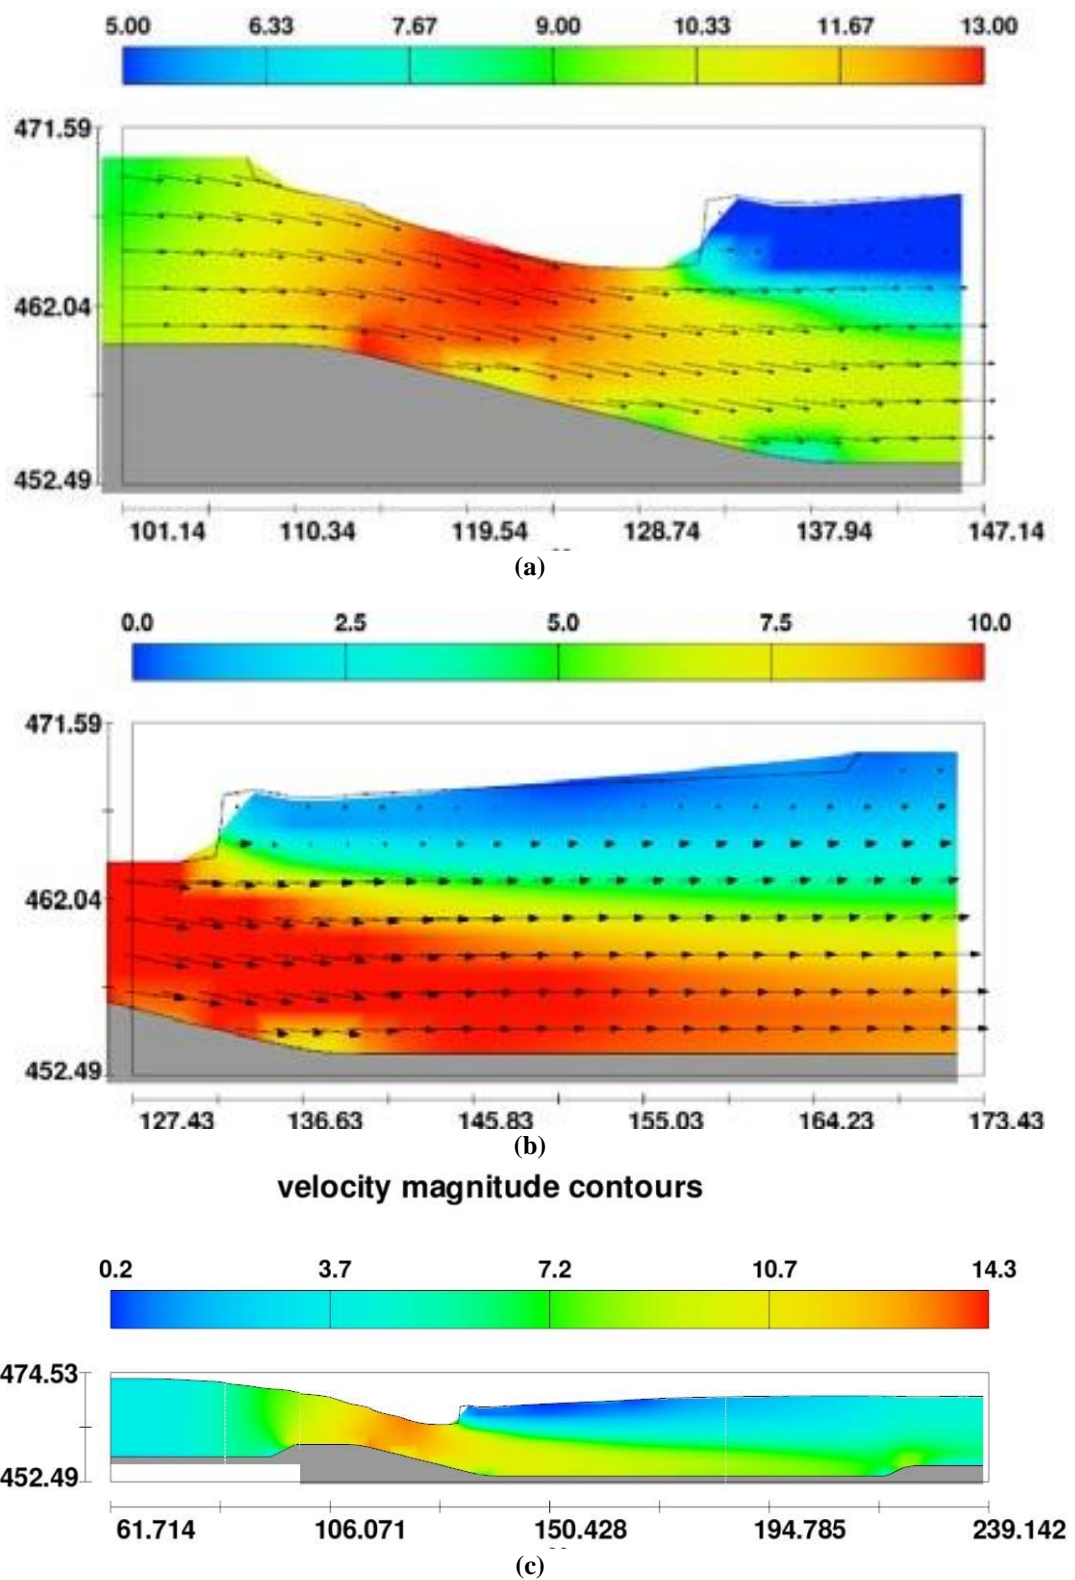 5.00 6.33 7.67 9.00 10.33 11.67 13.00
471.59
462.04
452.49
101.14 110.34 119.54 128.74 137.94 147.14
(a)
0.0 2.5 5.0 7.5 10.0
471.59
462.04
452.49
127.43 136.63 145.83 155.03 164.23 173.43
(b)
velocity magnitude contours
0.2 3.7 7.2 10.7 14.3
474.53
452.49
61.714 106.071 150.428 194.785 239.142
(c)